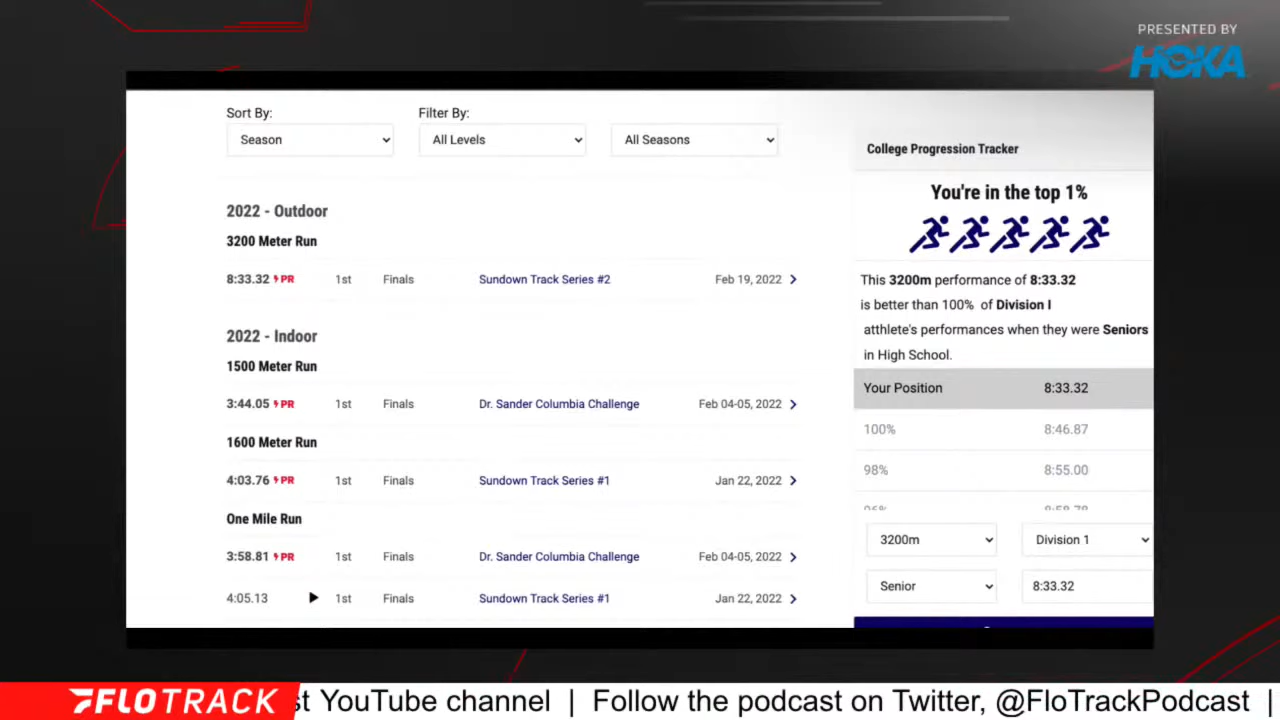 PRESENTED BY
HOKA
Sort By:
Filter By:
Season
All Levels
All Seasons
2022 - Outdoor
3200 Meter Run
8:33.32 PR 1st Finals Sundown Track Series #2 Feb 19, 2022
2022 - Indoor
1500 Meter Run
3:44.05 PR 1st Finals Dr. Sander Columbia Challenge Feb 04-05, 2022
1600 Meter Run
4:03.76 PR 1st Finals Sundown Track Series #1 Jan 22, 2022
One Mile Run
3:58.81 PR 1st Finals Dr. Sander Columbia Challenge Feb 04-05, 2022
4:05.13 1st Finals Sundown Track Series #1 Jan 22, 2022
College Progression Tracker
You're in the top 1%
This 3200m performance of 8:33.32
is better than 100% of Division I
atthlete's performances when they were Seniors
in High School.
Your Position 8:33.32
100% 8:46.87
98% 8:55.00
3200m
Division 1
Senior
8:33.32
FLOTRACK
st YouTube channel | Follow the podcast on Twitter, @FloTrackPodcast |